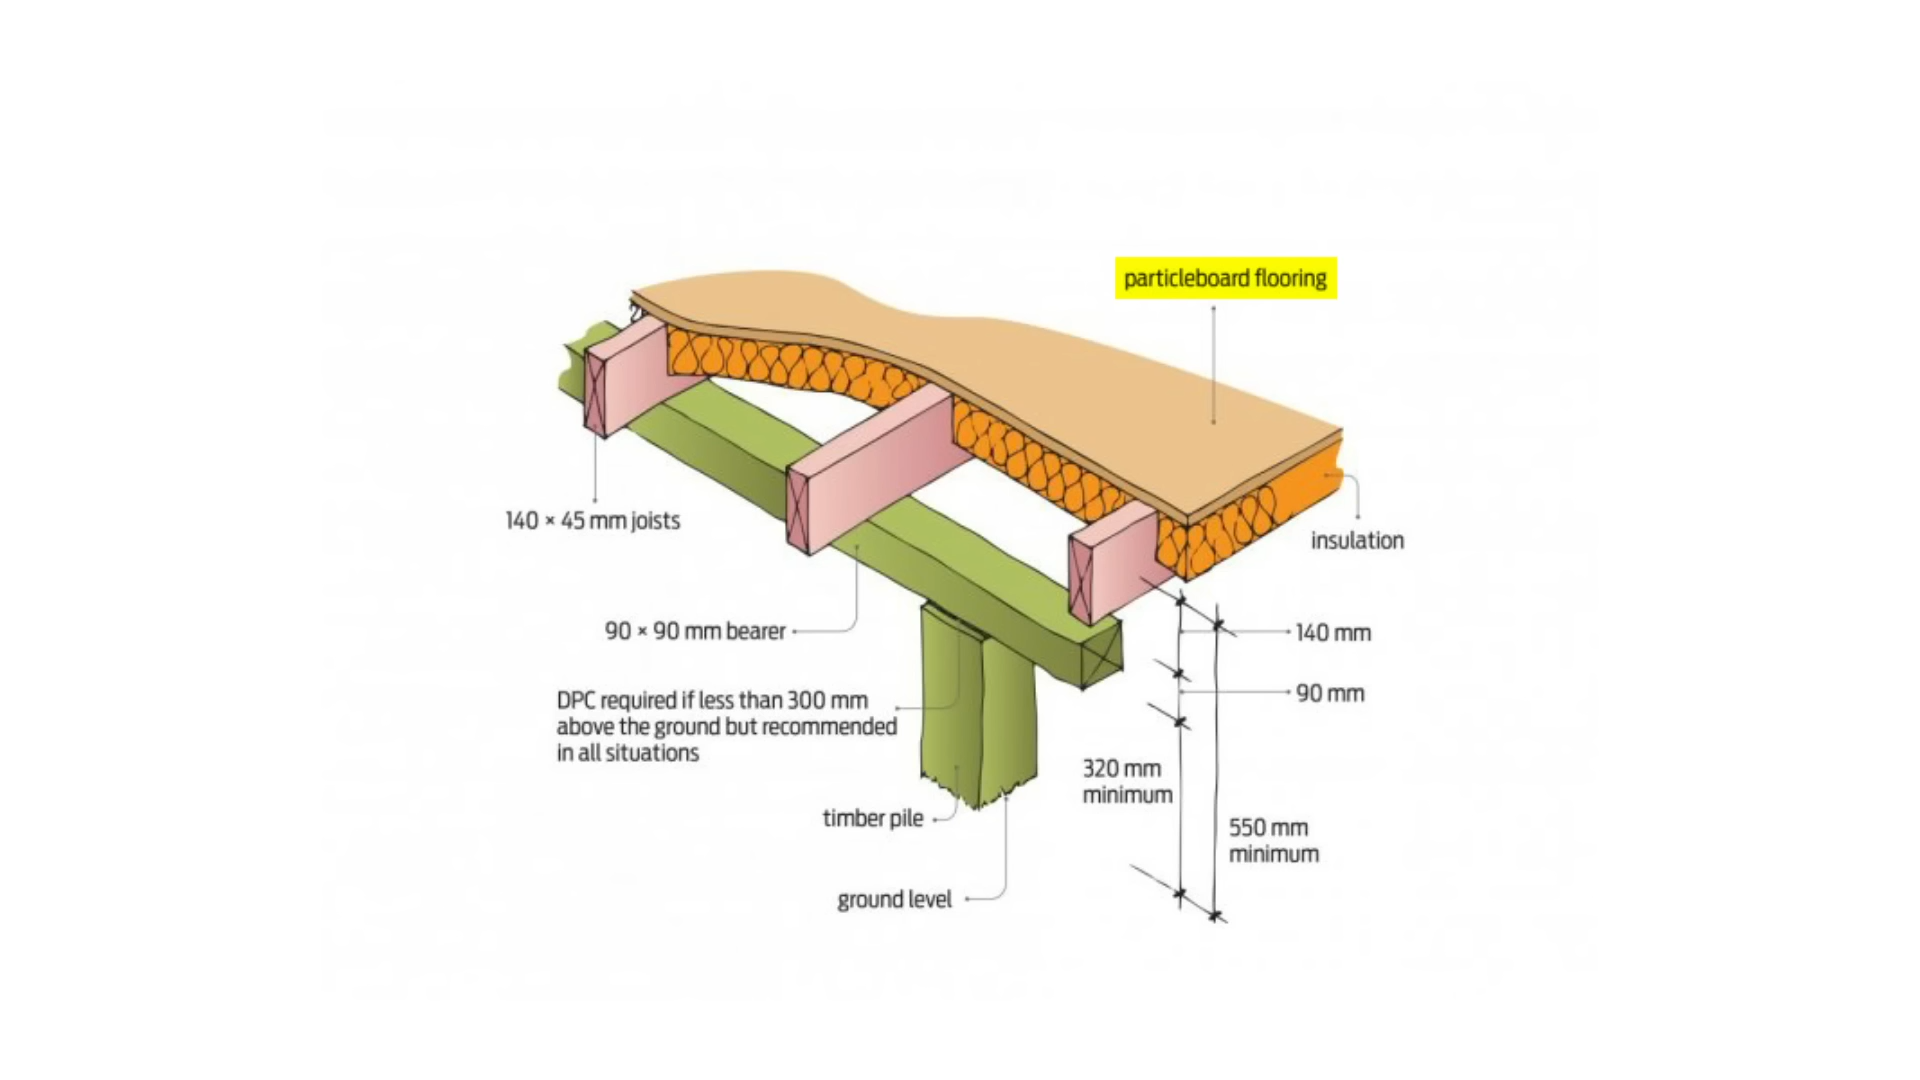 particleboard flooring
140 × 45 mm joists
insulation
90 × 90 mm bearer
140 mm
90 mm
DPC required if less than 300 mm
above the ground but recommended
in all situations
320 mm
minimum
timber pile
550 mm
minimum
ground level